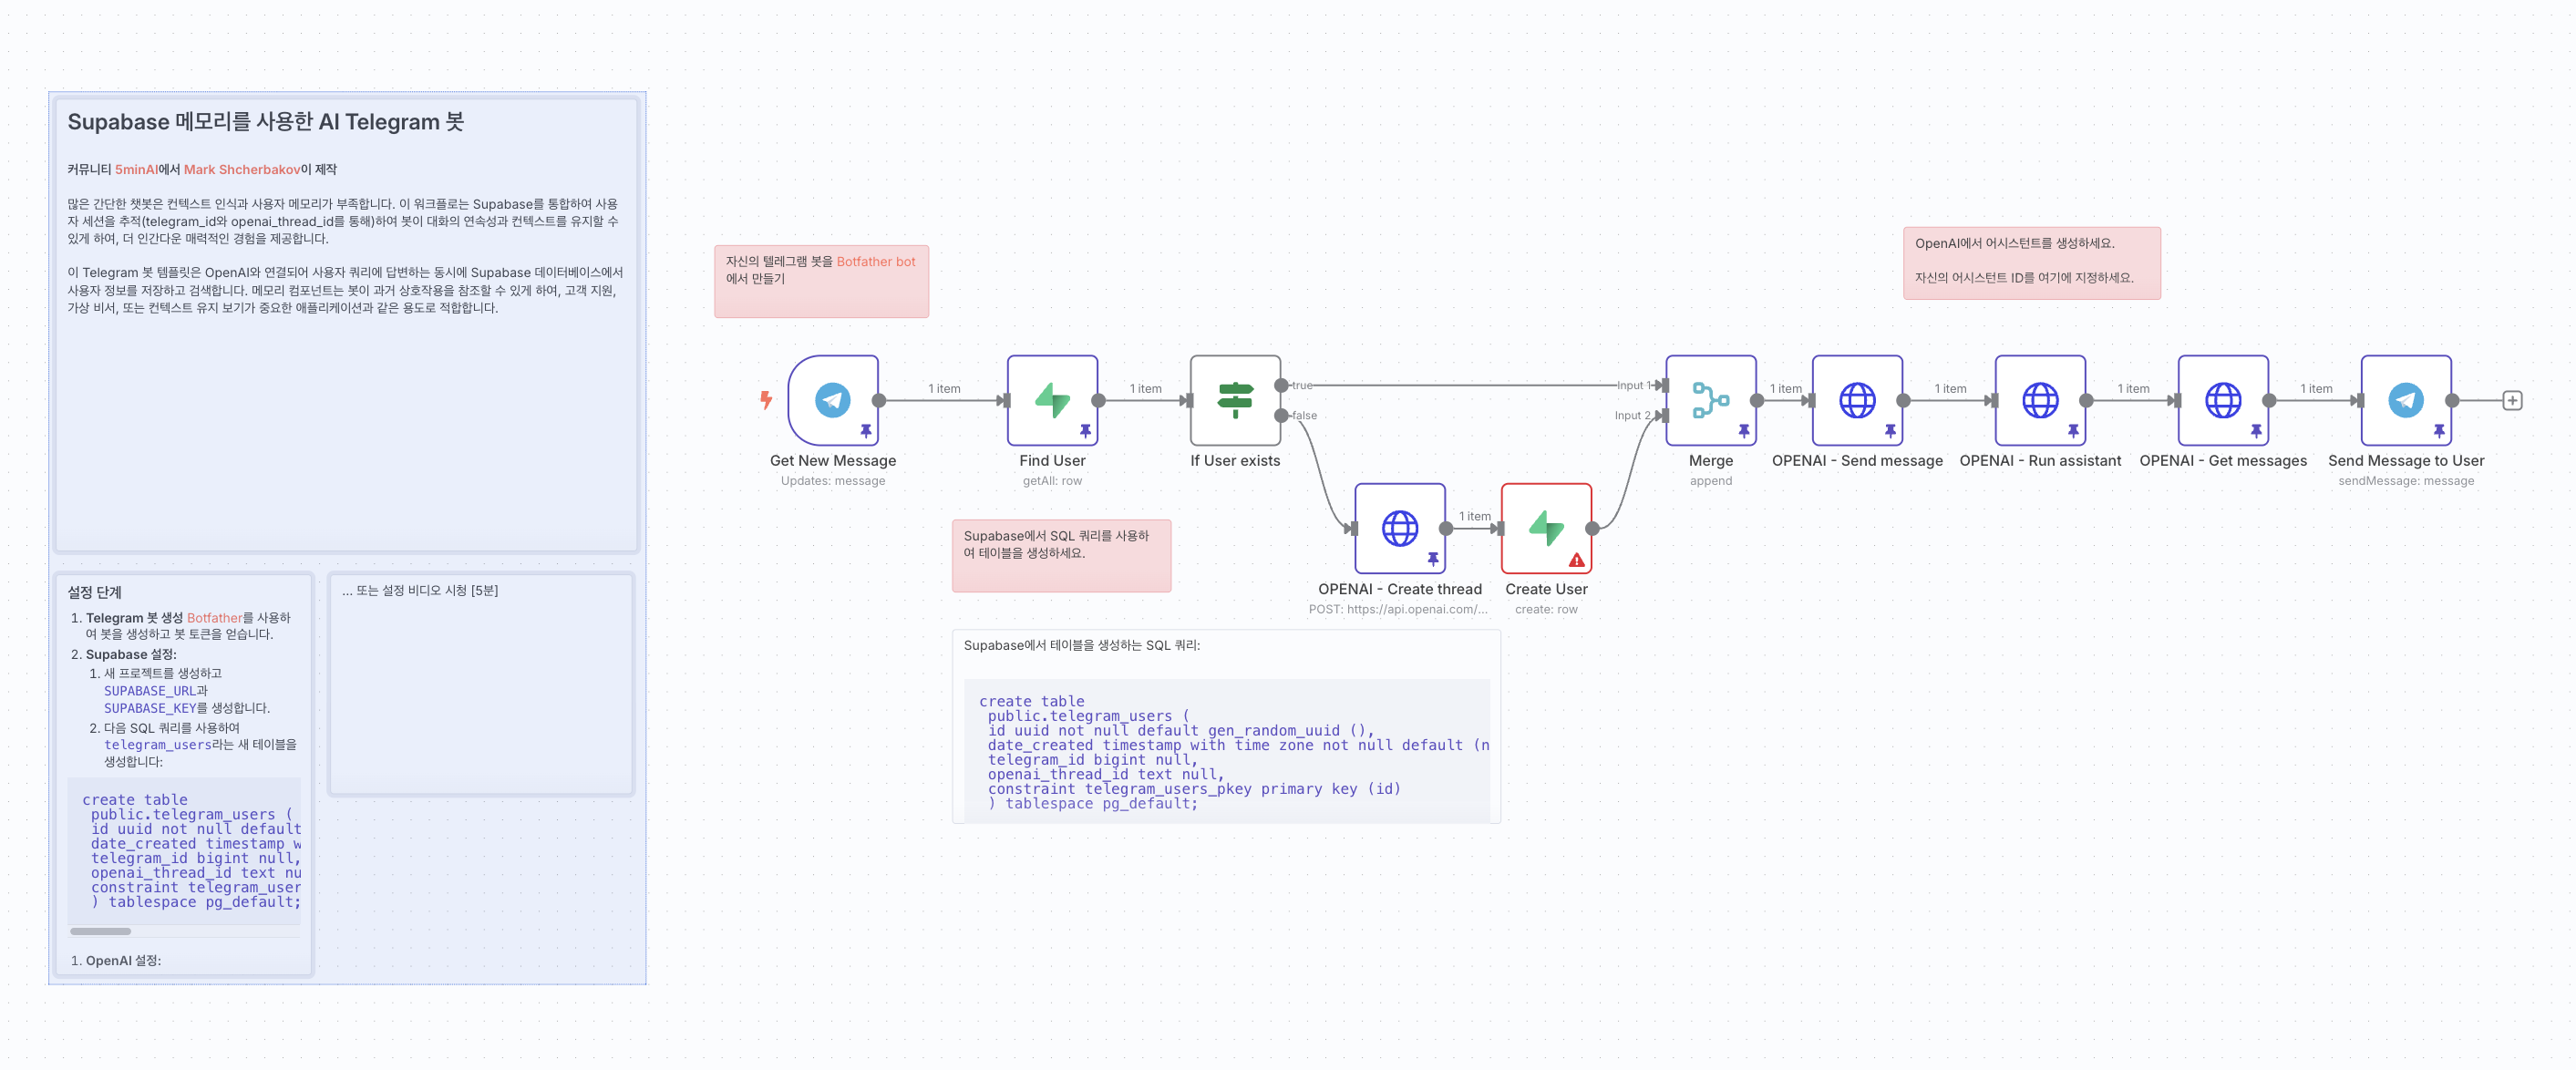 Supabase 메모리를 사용한 AI Telegram 봇
커뮤니티 5minAI에서 Mark Shcherbakov이 제작
많은 간단한 챗봇은 컨텍스트 인식과 사용자 메모리가 부족합니다. 이 워크플로는 Supabase를 통합하여 사용
자 세션을 추적(telegram_id와 openai_thread_id를 통해)하여 봇이 대화의 연속성과 컨텍스트를 유지할 수
있게 하여, 더 인간다운 매력적인 경험을 제공합니다.
이 Telegram 봇 템플릿은 OpenAI와 연결되어 사용자 쿼리에 답변하는 동시에 Supabase 데이터베이스에서
사용자 정보를 저장하고 검색합니다. 메모리 컴포넌트는 봇이 과거 상호작용을 참조할 수 있게 하여, 고객 지원,
가상 비서, 또는 컨텍스트 유지 보기가 중요한 애플리케이션과 같은 용도로 적합합니다.
설정 단계
1. Telegram 봇 생성 Botfather를 사용하
여 봇을 생성하고 봇 토큰을 얻습니다.
2. Supabase 설정:
1. 새 프로젝트를 생성하고
SUPABASE_URL과
SUPABASE_KEY를 생성합니다.
2. 다음 SQL 쿼리를 사용하여
telegram_users라는 새 테이블을
생성합니다:
create table
public.telegram_users (
id uuid not null default
date_created timestamp w
telegram_id bigint null,
openai_thread_id text nu
constraint telegram_user
) tablespace pg_default;
1. OpenAI 설정:
... 또는 설정 비디오 시청 [5분]
자신의 텔레그램 봇을 Botfather bot
에서 만들기
OpenAI에서 어시스턴트를 생성하세요.
자신의 어시스턴트 ID를 여기에 지정하세요.
Get New Message
Updates: message
1 item
Find User
getAll: row
1 item
If User exists
true
false
Input 1
Input 2
Merge
append
1 item
OPENAI - Send message
1 item
OPENAI - Run assistant
1 item
OPENAI - Get messages
1 item
Send Message to User
sendMessage: message
OPENAI - Create thread
POST: https://api.openai.com/...
1 item
Create User
create: row
Supabase에서 SQL 쿼리를 사용하
여 테이블을 생성하세요.
Supabase에서 테이블을 생성하는 SQL 쿼리:
create table
public.telegram_users (
id uuid not null default gen_random_uuid (),
date_created timestamp with time zone not null default (n
telegram_id bigint null,
openai_thread_id text null,
constraint telegram_users_pkey primary key (id)
) tablespace pg_default;